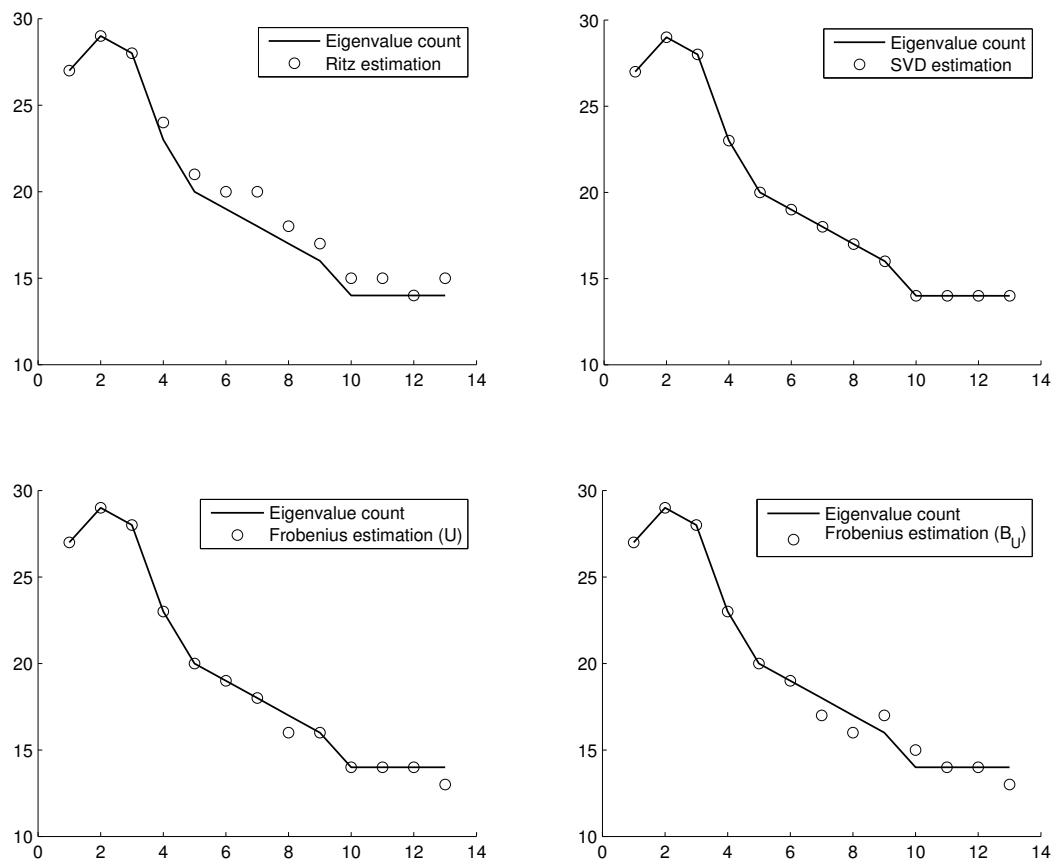 30
25
20
15
10
0 2 4 6 8 10 12 14
Eigenvalue count
Ritz estimation
30
25
20
15
10
0 2 4 6 8 10 12 14
Eigenvalue count
SVD estimation
30
25
20
15
10
0 2 4 6 8 10 12 14
Eigenvalue count
Frobenius estimation (U)
30
25
20
15
10
0 2 4 6 8 10 12 14
Eigenvalue count
Frobenius estimation (B_U)